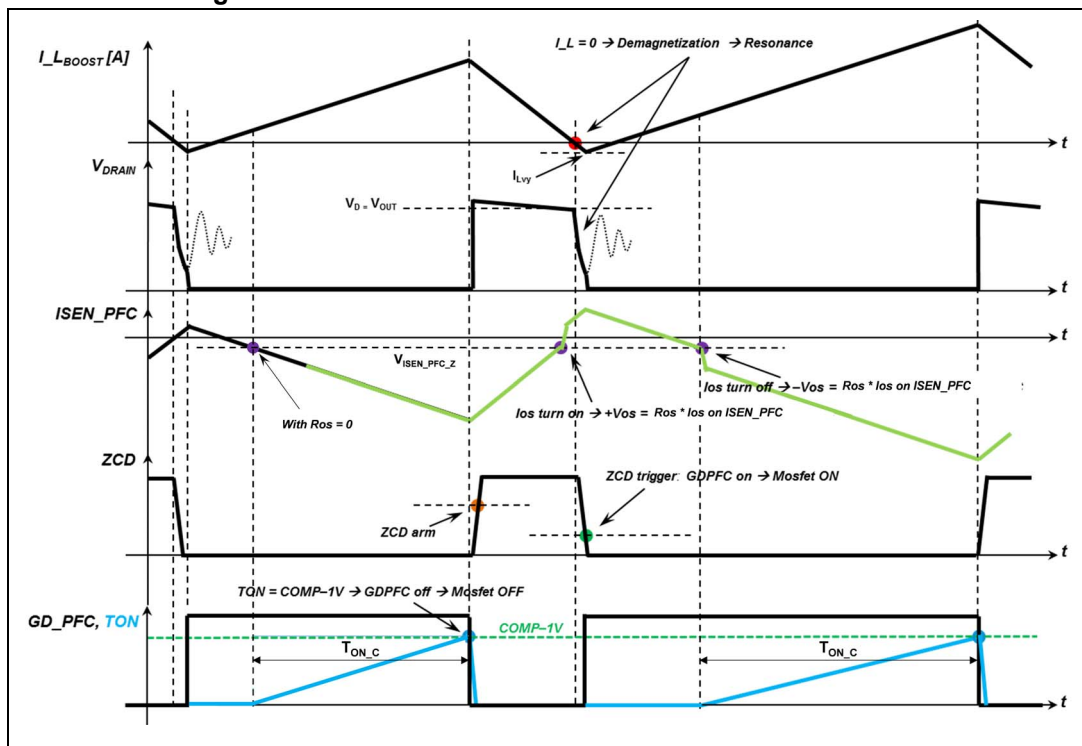 I_L = 0 → Demagnetization → Resonance
I_L_BOOST [A]
t
I_Lvy
V_DRAIN
V_D = V_OUT
t
ISEN_PFC
t
V_ISEN_PFC_Z
Ios turn off → –Vos = Ros * Ios on ISEN_PFC
Ios turn on → +Vos = Ros * Ios on ISEN_PFC
With Ros = 0
ZCD
ZCD trigger: GDPFC on → Mosfet ON
ZCD arm
t
TON = COMP–1V → GDPFC off → Mosfet OFF
GD_PFC, TON
COMP–1V
T_ON_C
T_ON_C
t